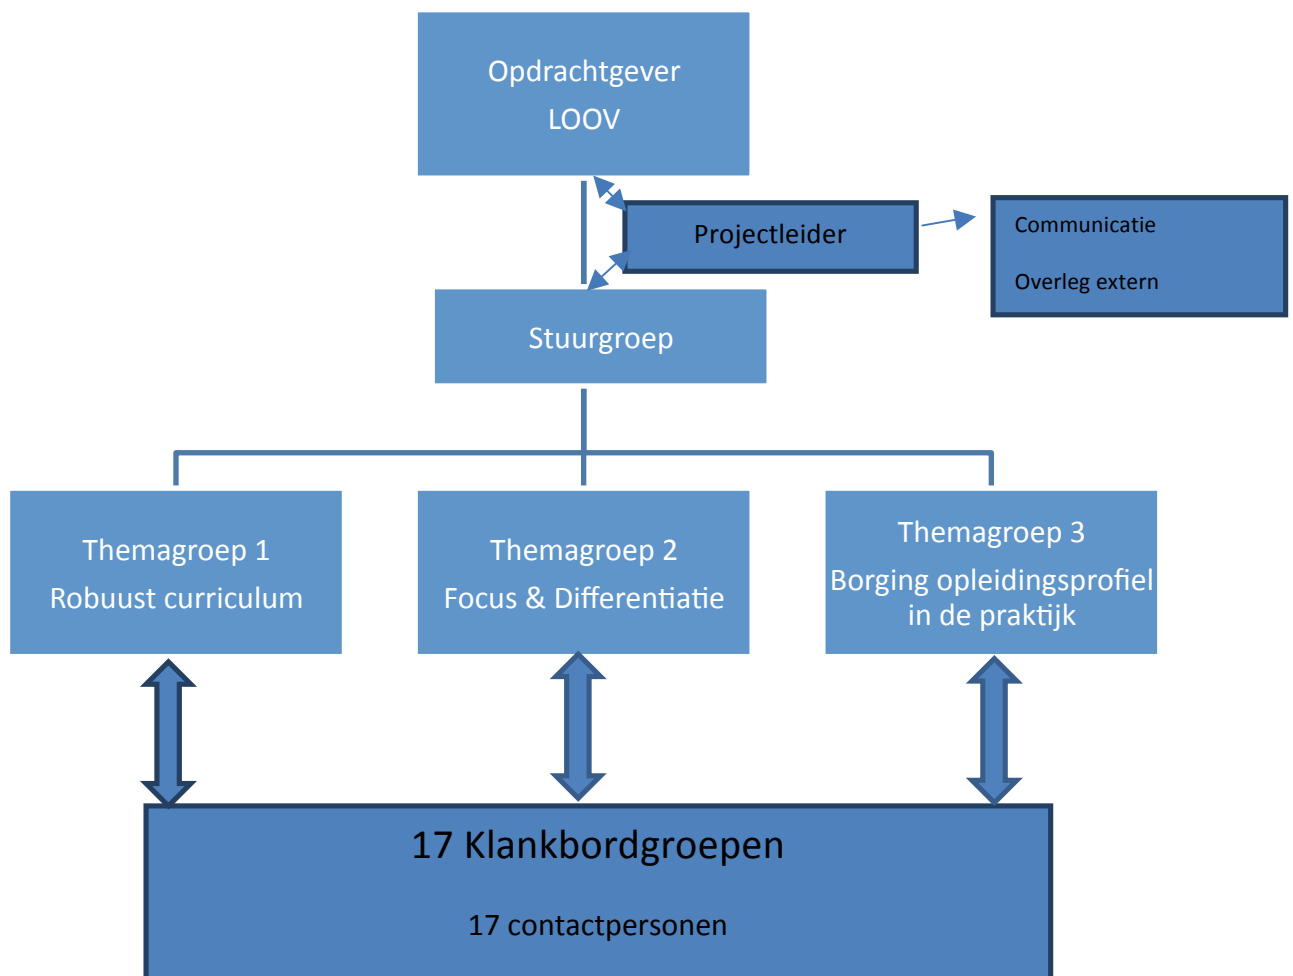 Opdrachtgever
LOOV
Projectleider
Communicatie
Overleg extern
Stuurgroep
Themagroep 1
Robuust curriculum
Themagroep 2
Focus & Differentiatie
Themagroep 3
Borging opleidingsprofiel
in de praktijk
17 Klankbordgroepen
17 contactpersonen